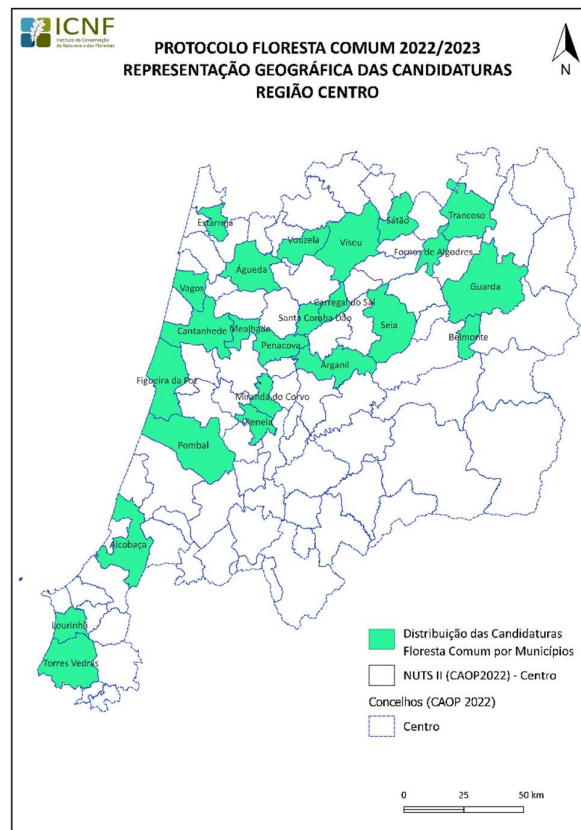 ICNF
Instituto da Conservação
da Natureza e das Florestas
PROTOCOLO FLORESTA COMUM 2022/2023
REPRESENTAÇÃO GEOGRÁFICA DAS CANDIDATURAS
REGIÃO CENTRO
N
Estarreja
Vouzela
Viseu
Sátão
Trancoso
Fornos de Algodres
Águeda
Guarda
Vagos
Carregal do Sal
Santa Comba Dão
Seia
Cantanhede
Mealhada
Penacova
Belmonte
Arganil
Figueira da Foz
Miranda do Corvo
Penela
Pombal
Alcobaça
Lourinhã
Torres Vedras
Distribuição das Candidaturas
Floresta Comum por Municípios
NUTS II (CAOP2022) - Centro
Concelhos (CAOP 2022)
Centro
0 25 50 km